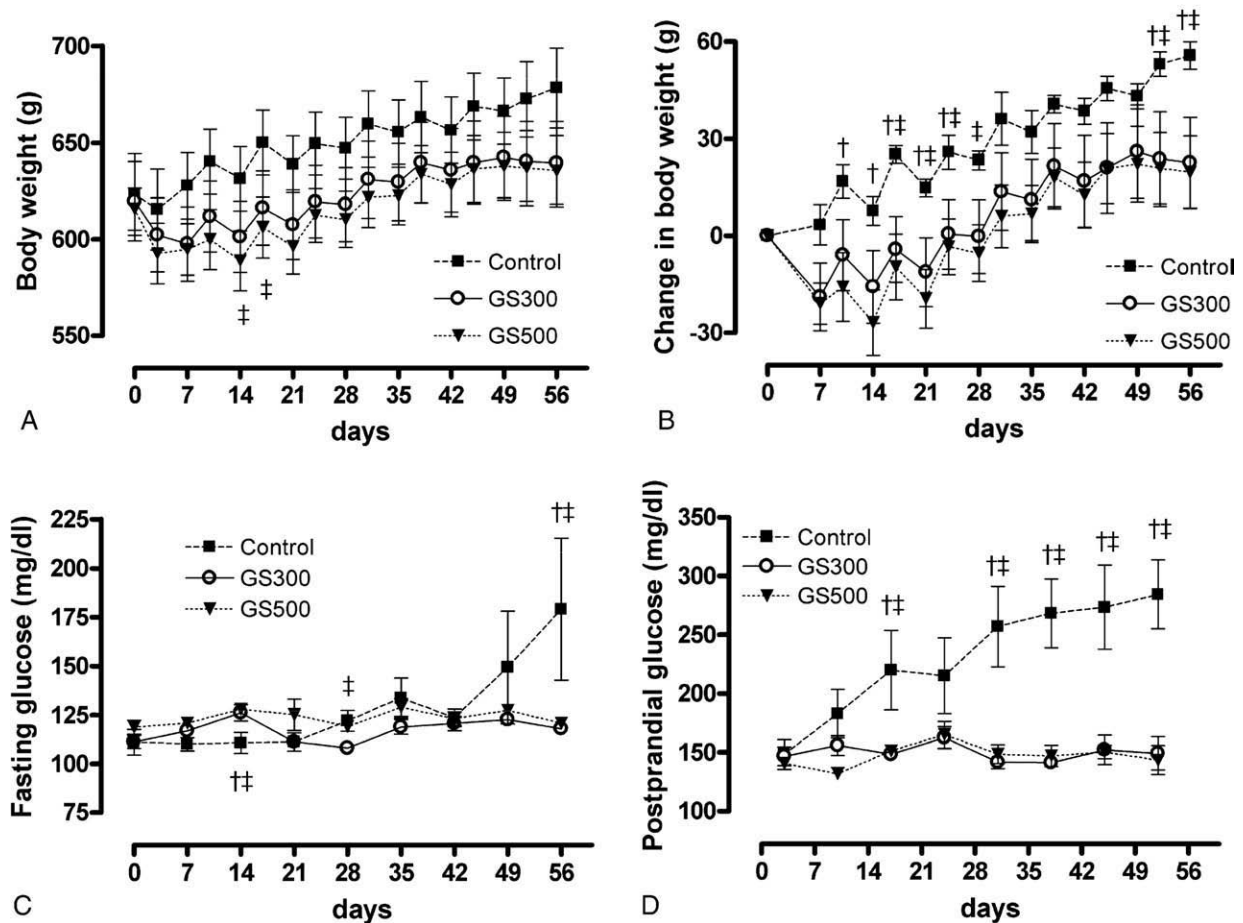 Body weight (g)
700
650
600
550
Control
GS300
GS500
‡
‡
0 7 14 21 28 35 42 49 56
days
A
Change in body weight (g)
60
30
0
-30
†
†
†‡
†‡
†‡
‡
†‡
†‡
Control
GS300
GS500
0 7 14 21 28 35 42 49 56
days
B
Fasting glucose (mg/dl)
225
200
175
150
125
100
75
Control
GS300
GS500
†‡
‡
†‡
0 7 14 21 28 35 42 49 56
days
C
Postprandial glucose (mg/dl)
350
300
250
200
150
100
Control
GS300
GS500
†‡
†‡
†‡
†‡
†‡
0 7 14 21 28 35 42 49 56
days
D